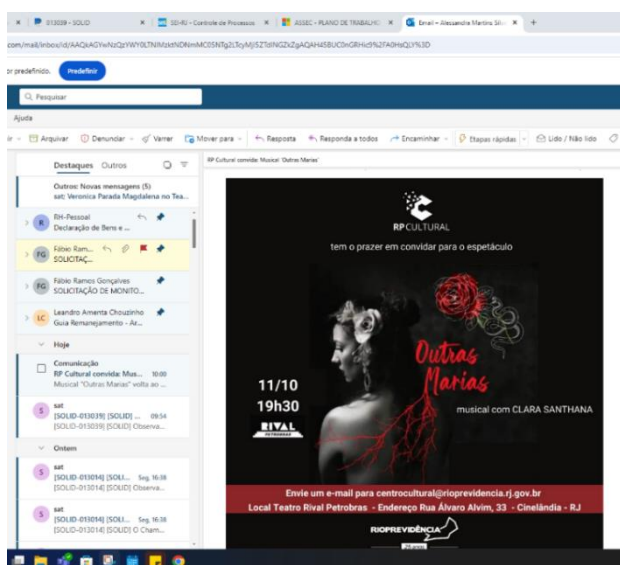 013039 - SOLID
SEI-RJ - Controle de Processos
ASSEC - PLANO DE TRABALHO
Email – Alessandra Martins Sil
or predefinido.
Predefinir
Pesquisar
Ajuda
Arquivar
Denunciar
Varrer
Mover para
Resposta
Responda a todos
Encaminhar
Etapas rápidas
Lido / Não lido
Destaques Outros
Outros: Novas mensagens (5)
sat; Veronica Parada Magdalena no Tea...
R
RH-Pessoal
Declaração de Bens e ...
FG
Fábio Ram...
SOLICITAÇ...
FG
Fábio Ramos Gonçalves
SOLICITAÇÃO DE MONITO...
LC
Leandro Amenta Chouzinho
Guia Remanejamento - Ar...
Hoje
Comunicação
RP Cultural convida: Mus... 10:00
Musical "Outras Marias" volta ao ...
S
sat
[SOLID-013039] [SOLID] ... 09:54
[SOLID-013039] [SOLID] Observa...
Ontem
S
sat
[SOLID-013014] [SOLI... Seg, 16:38
[SOLID-013014] [SOLID] Observa...
S
sat
[SOLID-013014] [SOLI... Seg, 16:38
[SOLID-013014] [SOLID] O Cham...
RP Cultural convida: Musical 'Outras Marias'
RP CULTURAL
tem o prazer em convidar para o espetáculo
Outras
Marias
11/10
19h30
RIVAL
PETROBRAS
musical com CLARA SANTHANA
Envie um e-mail para centrocultural@rioprevidencia.rj.gov.br
Local Teatro Rival Petrobras - Endereço Rua Álvaro Alvim, 33 - Cinelândia - RJ
RIOPREVIDÊNCIA